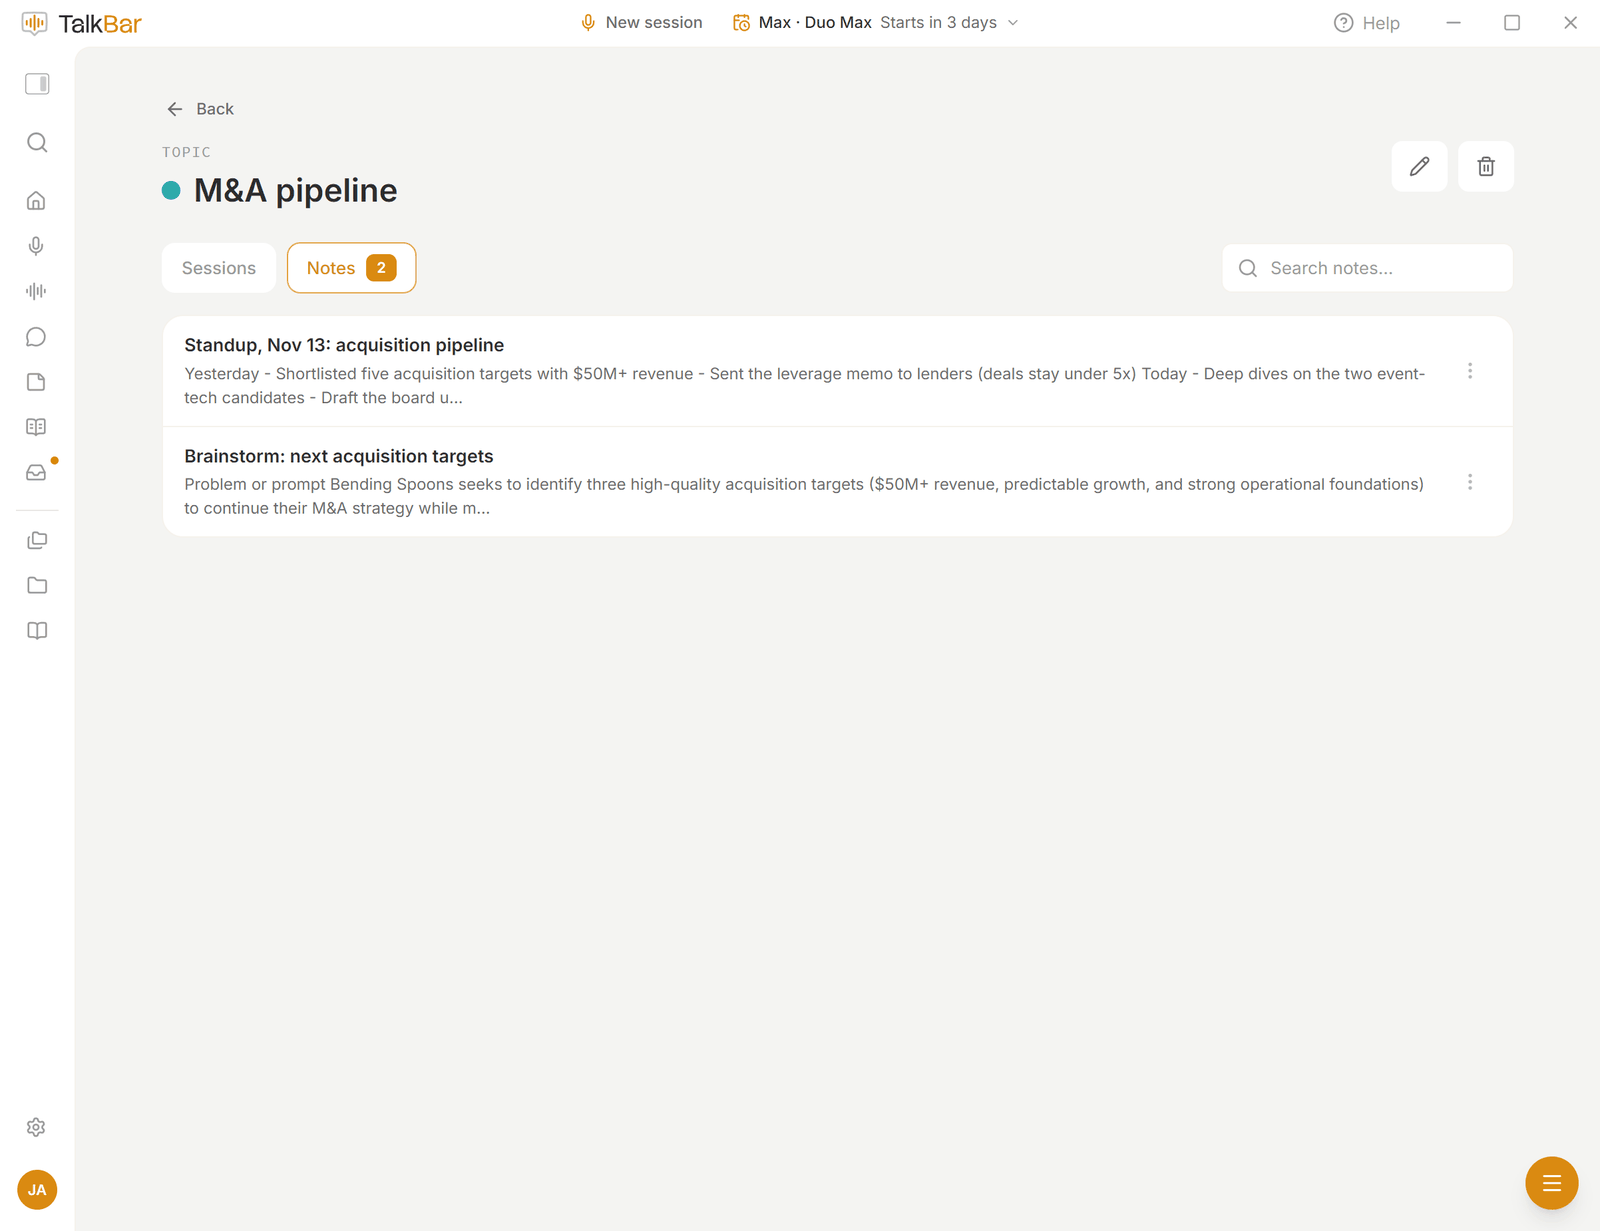 TalkBar
New session
Max · Duo Max Starts in 3 days
Help
Back
TOPIC
M&A pipeline
Sessions
Notes 2
Search notes...
Standup, Nov 13: acquisition pipeline
Yesterday - Shortlisted five acquisition targets with $50M+ revenue - Sent the leverage memo to lenders (deals stay under 5x) Today - Deep dives on the two event-
tech candidates - Draft the board u...
Brainstorm: next acquisition targets
Problem or prompt Bending Spoons seeks to identify three high-quality acquisition targets ($50M+ revenue, predictable growth, and strong operational foundations)
to continue their M&A strategy while m...
JA